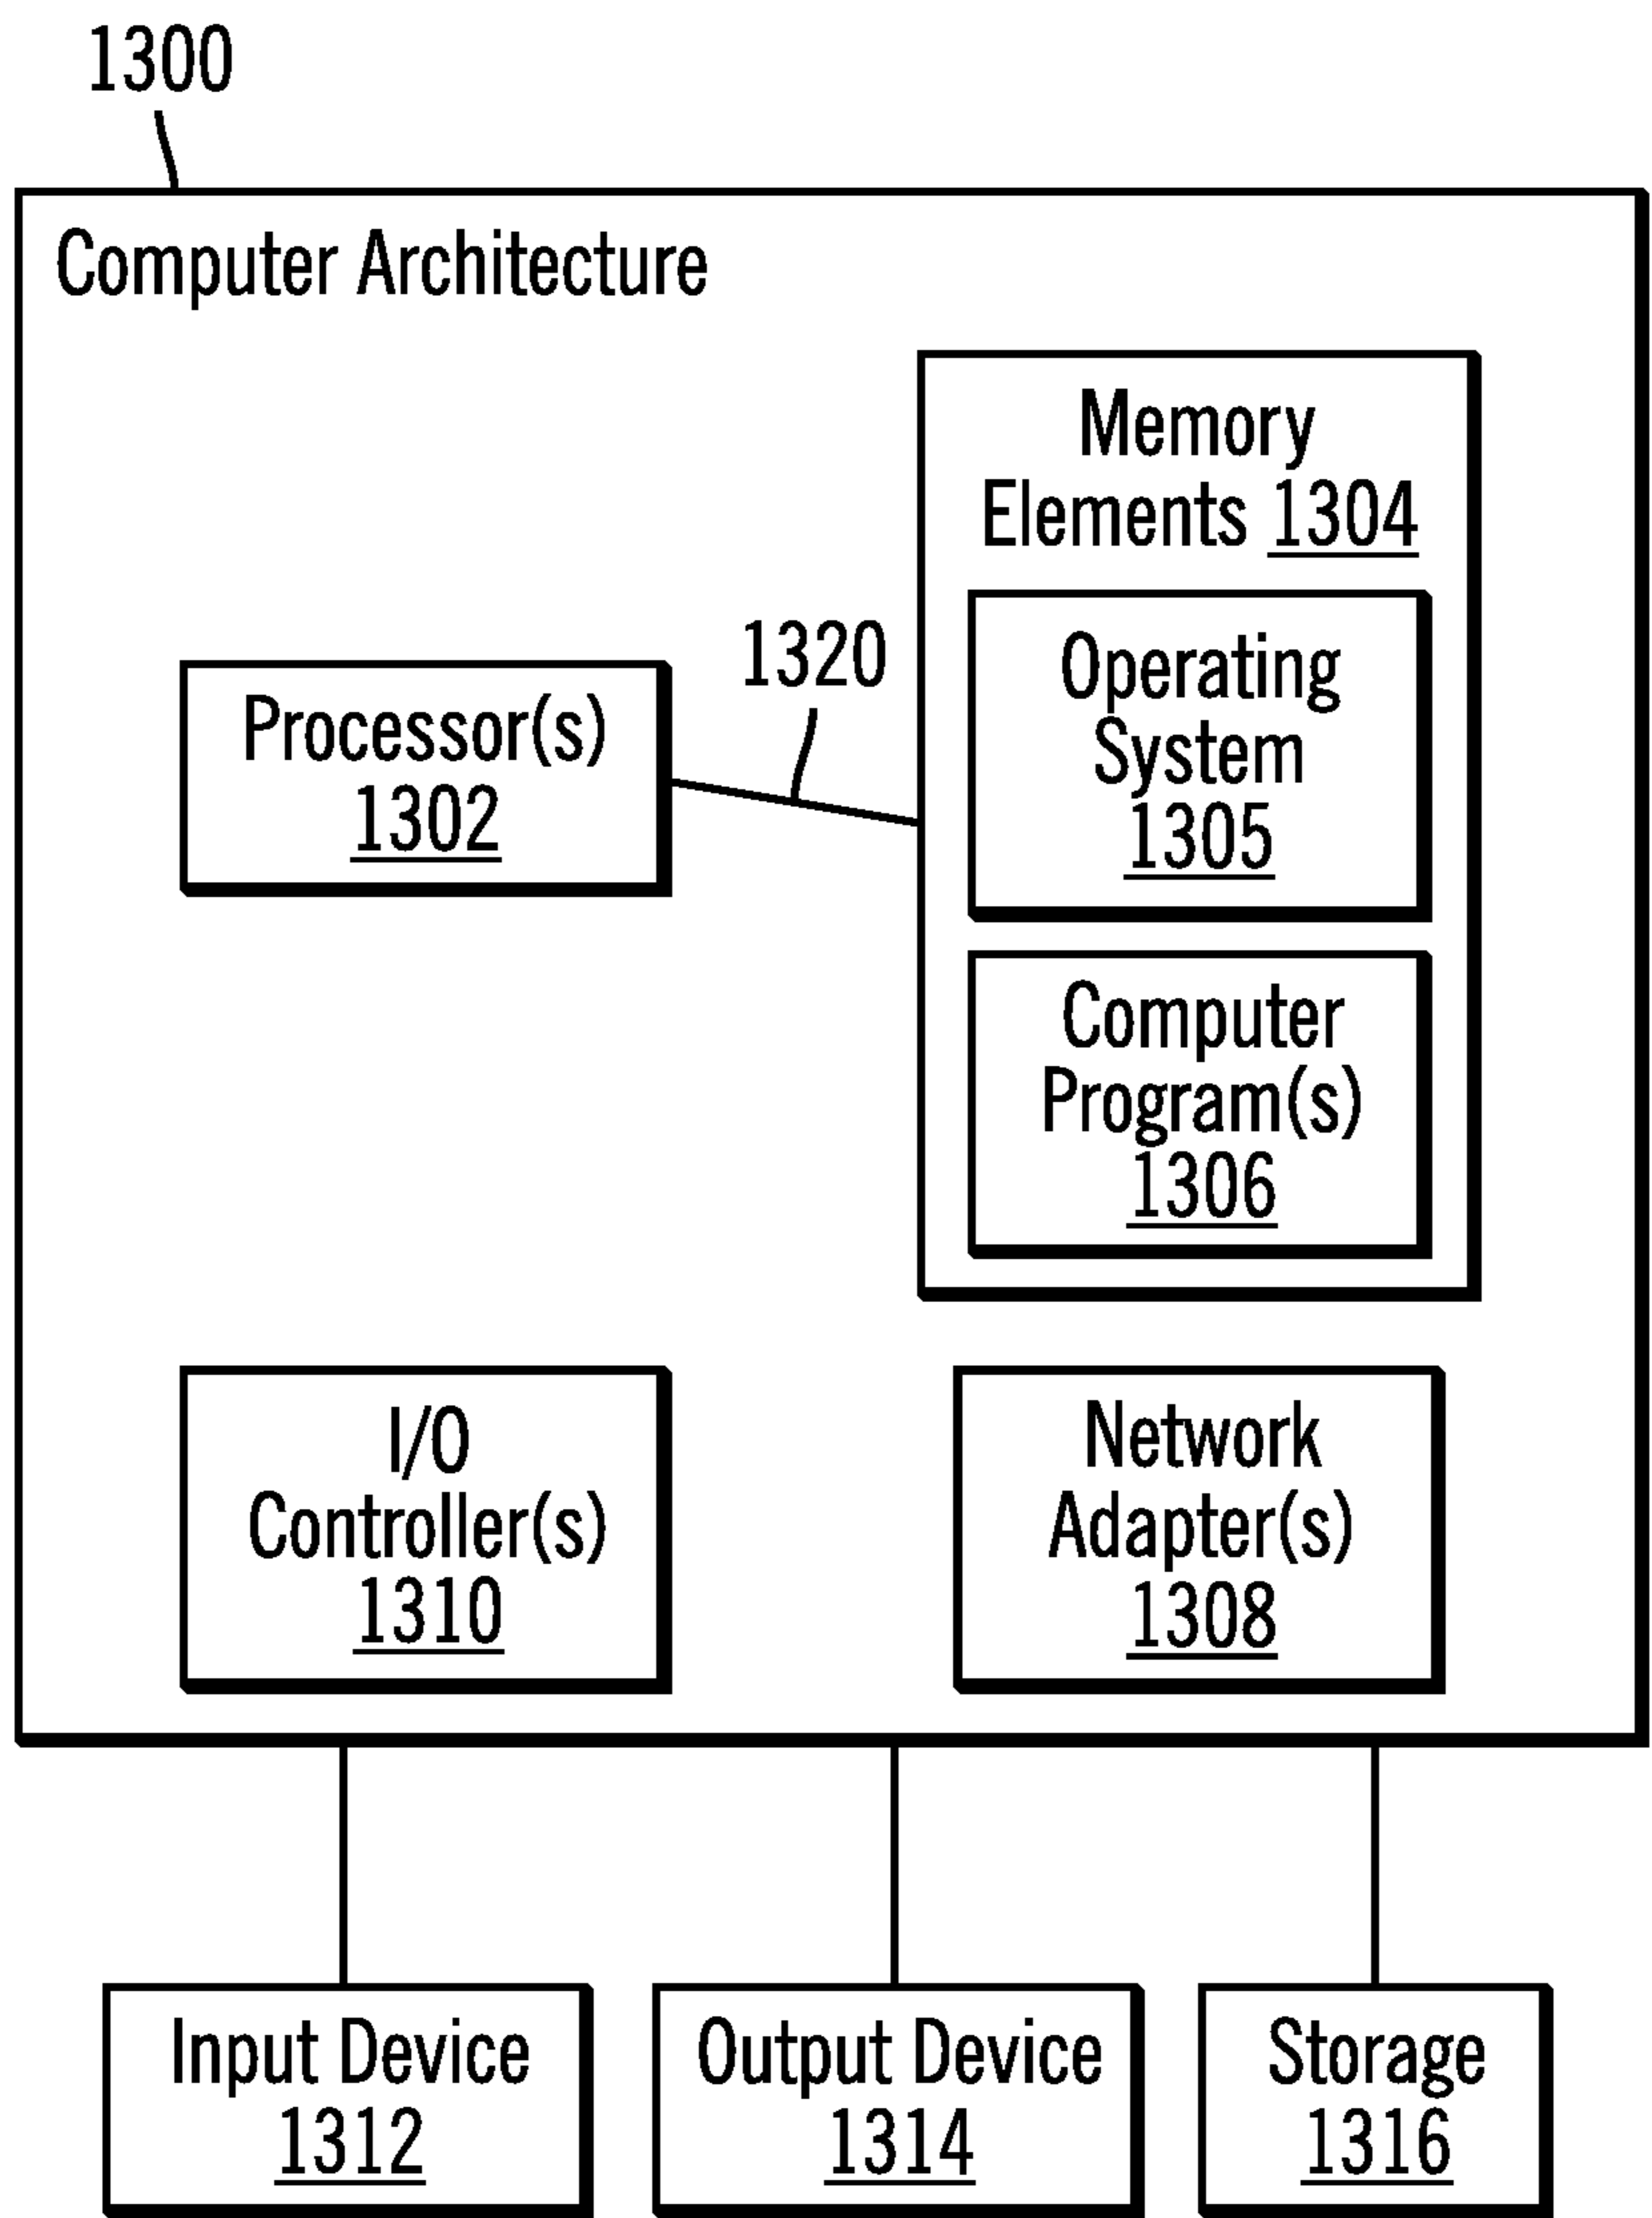 1300
Computer Architecture
Memory
Elements 1304
1320
Operating
System
1305
Processor(s)
1302
Computer
Program(s)
1306
I/O
Controller(s)
1310
Network
Adapter(s)
1308
Input Device
1312
Output Device
1314
Storage
1316